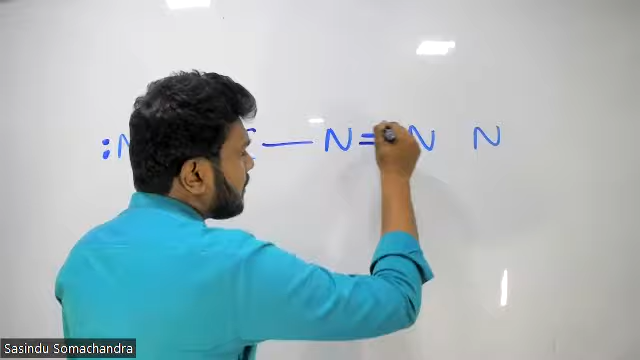 :N C — N = N N
Sasindu Somachandra